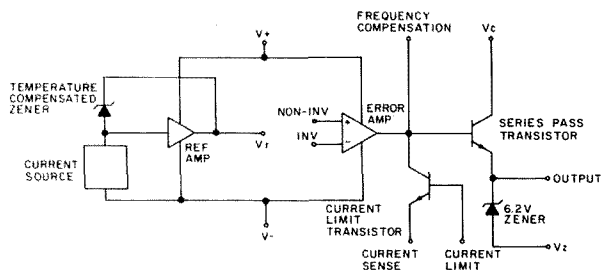 FREQUENCY
COMPENSATION
Vc
V+
TEMPERATURE
COMPENSATED
ZENER
NON-INV
INV
ERROR
AMP
SERIES PASS
TRANSISTOR
REF
AMP
Vr
CURRENT
SOURCE
OUTPUT
6.2V
ZENER
CURRENT
LIMIT
TRANSISTOR
V-
Vz
CURRENT
SENSE
CURRENT
LIMIT